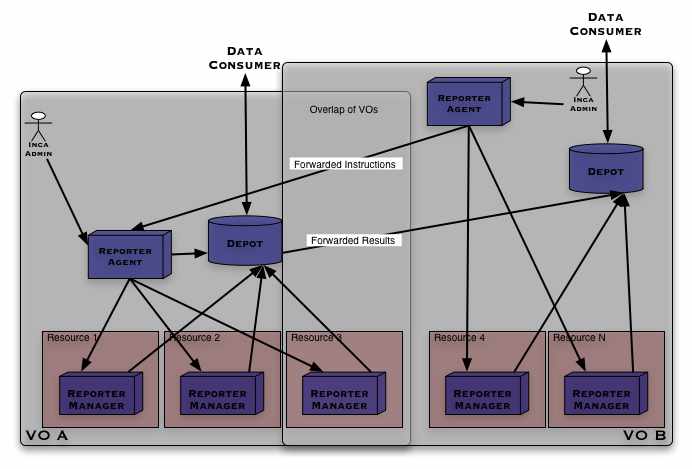 DATA
CONSUMER
DATA
CONSUMER
REPORTER
AGENT
INCA
ADMIN
Overlap of VOs
INCA
ADMIN
Forwarded Instructions
DEPOT
Forwarded Results
REPORTER
AGENT
DEPOT
Resource 1
Resource 2
Resource 3
Resource 4
Resource N
REPORTER
MANAGER
REPORTER
MANAGER
REPORTER
MANAGER
REPORTER
MANAGER
REPORTER
MANAGER
VO A
VO B